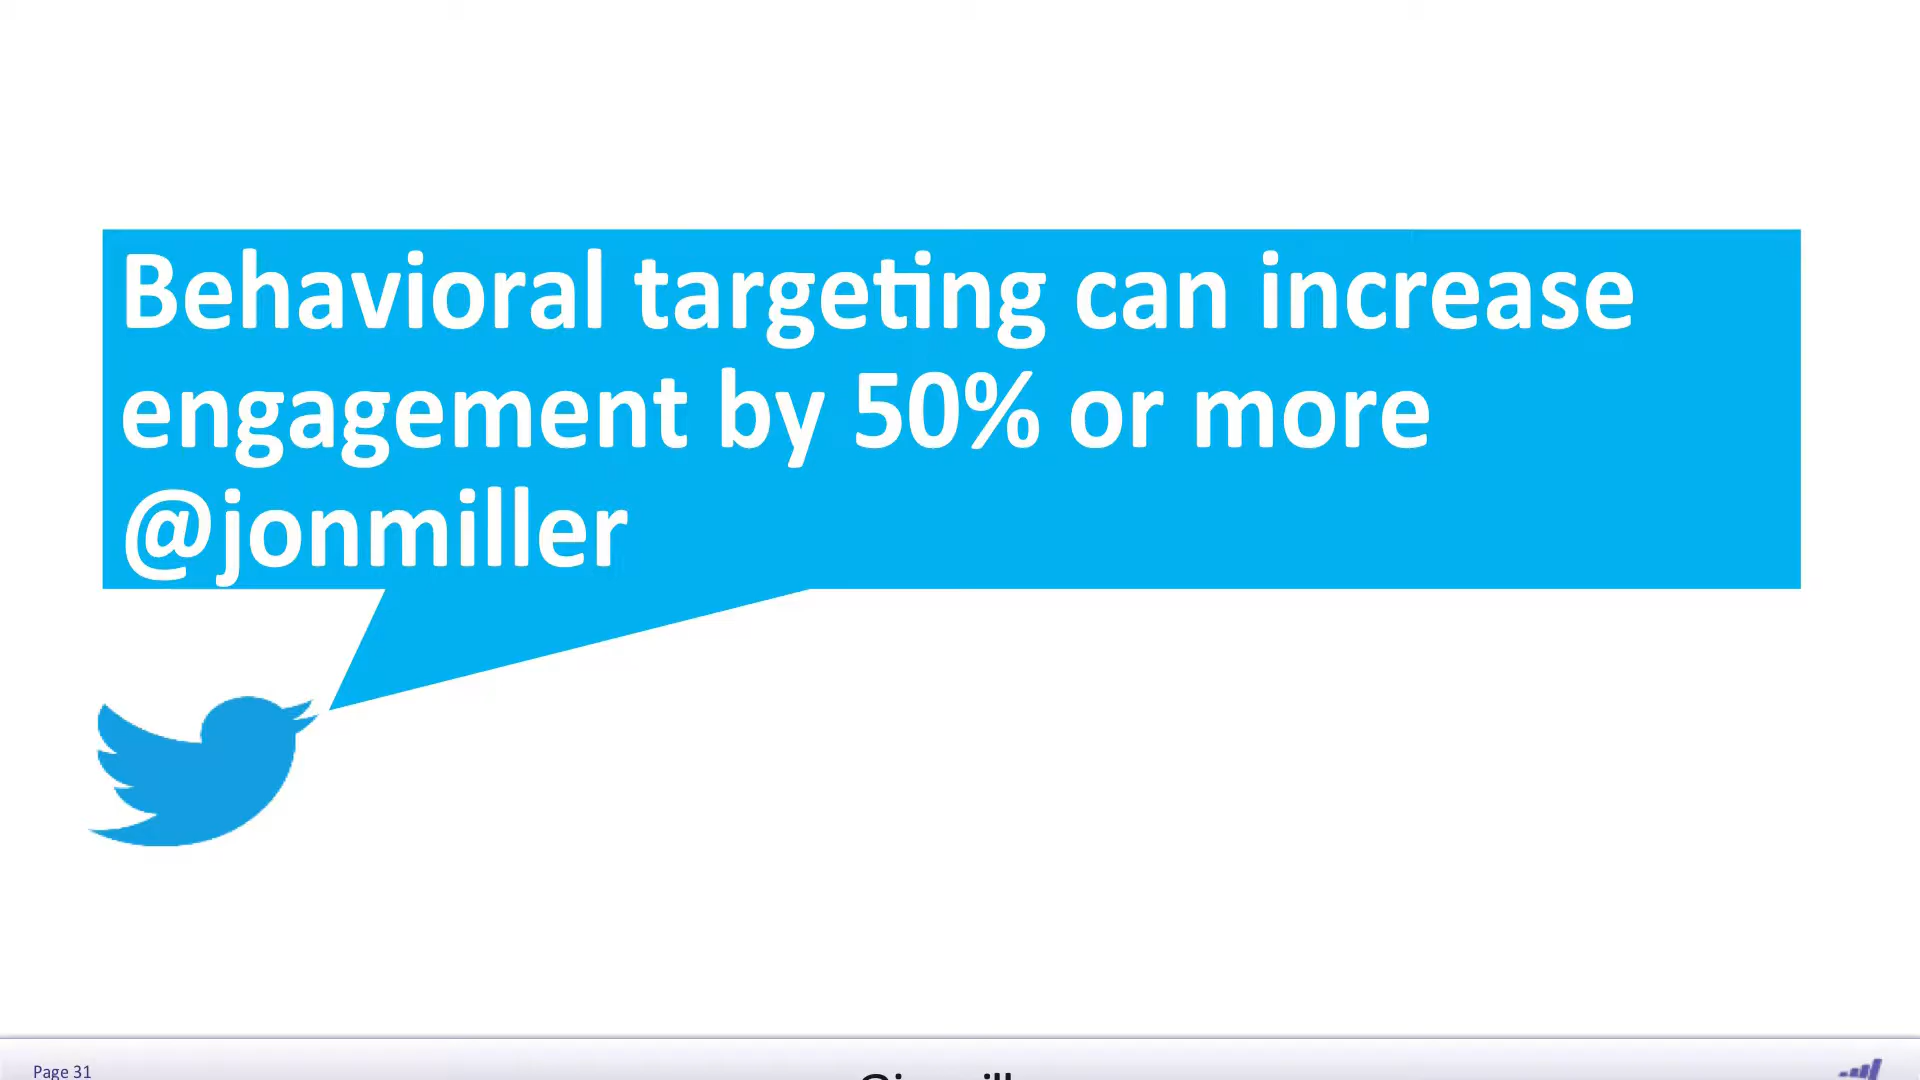 Behavioral targeting can increase
engagement by 50% or more
@jonmiller
Page 31